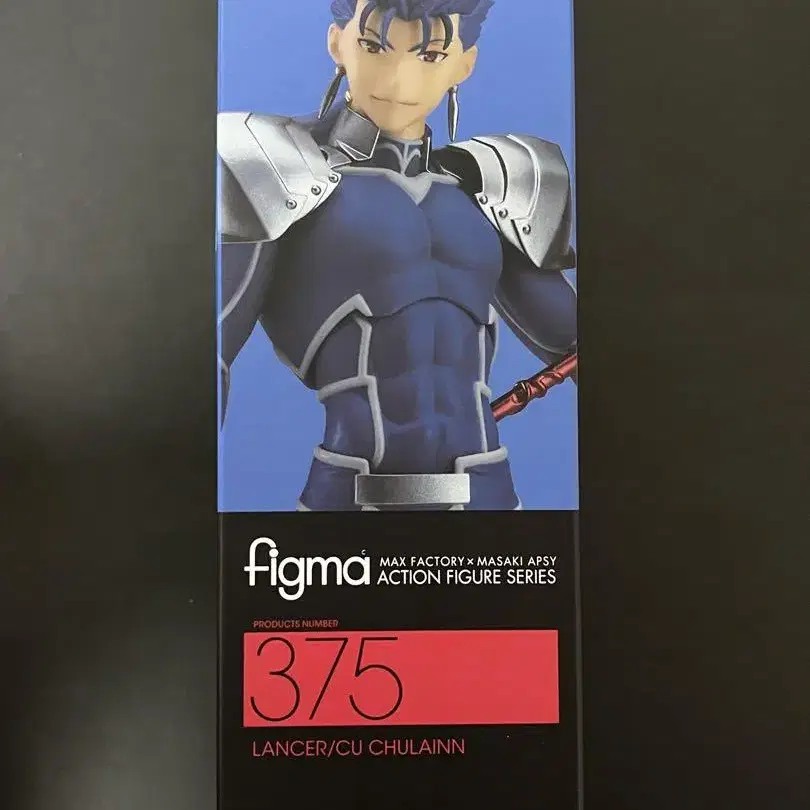 figma
MAX FACTORY × MASAKI APSY
ACTION FIGURE SERIES
PRODUCTS NUMBER
375
LANCER/CU CHULAINN